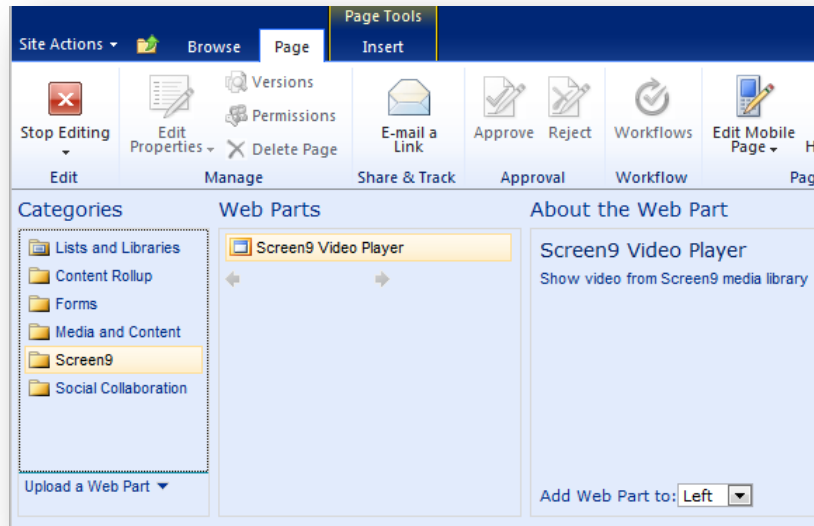 Page Tools
Site Actions Browse Page Insert
Stop Editing
Edit Properties
Versions
Permissions
Delete Page
E-mail a Link
Approve
Reject
Workflows
Edit Mobile Page
Edit
Manage
Share & Track
Approval
Workflow
Categories
Lists and Libraries
Content Rollup
Forms
Media and Content
Screen9
Social Collaboration
Upload a Web Part
Web Parts
Screen9 Video Player
About the Web Part
Screen9 Video Player
Show video from Screen9 media library
Add Web Part to: Left